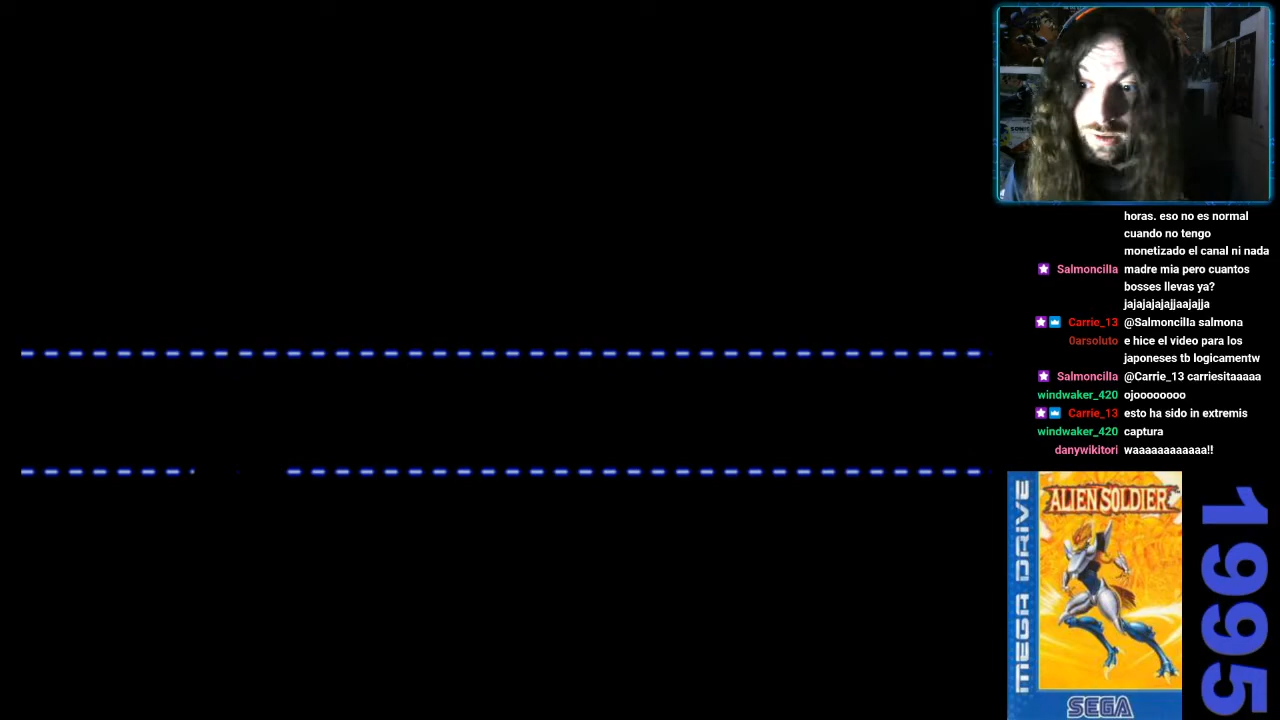 horas. eso no es normal
cuando no tengo
monetizado el canal ni nada
Salmoncilla madre mia pero cuantos
bosses llevas ya?
jajajajajjaajajja
Carrie_13 @Salmoncilla salmona
0arsoluto e hice el video para los
japoneses tb logicamentw
Salmoncilla @Carrie_13 carriesitaaaaa
windwaker_420 ojoooooooo
Carrie_13 esto ha sido in extremis
windwaker_420 captura
danywikitori waaaaaaaaaaaa!!
MEGA DRIVE
ALIEN SOLDIER
SEGA
1995